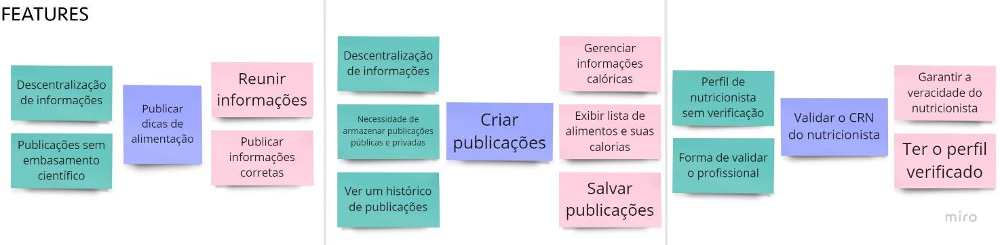 FEATURES
Descentralização
de informações
Publicações sem
embasamento
científico
Publicar
dicas de
alimentação
Reunir
informações
Publicar
informações
corretas
Descentralização
de informações
Necessidade de
armazenar publicações
públicas e privadas
Ver um histórico
de publicações
Criar
publicações
Gerenciar
informações
calóricas
Exibir lista de
alimentos e suas
calorias
Salvar
publicações
Perfil de
nutricionista
sem verificação
Forma de validar
o profissional
Validar o CRN
do nutricionista
Garantir a
veracidade do
nutricionista
Ter o perfil
verificado
miro